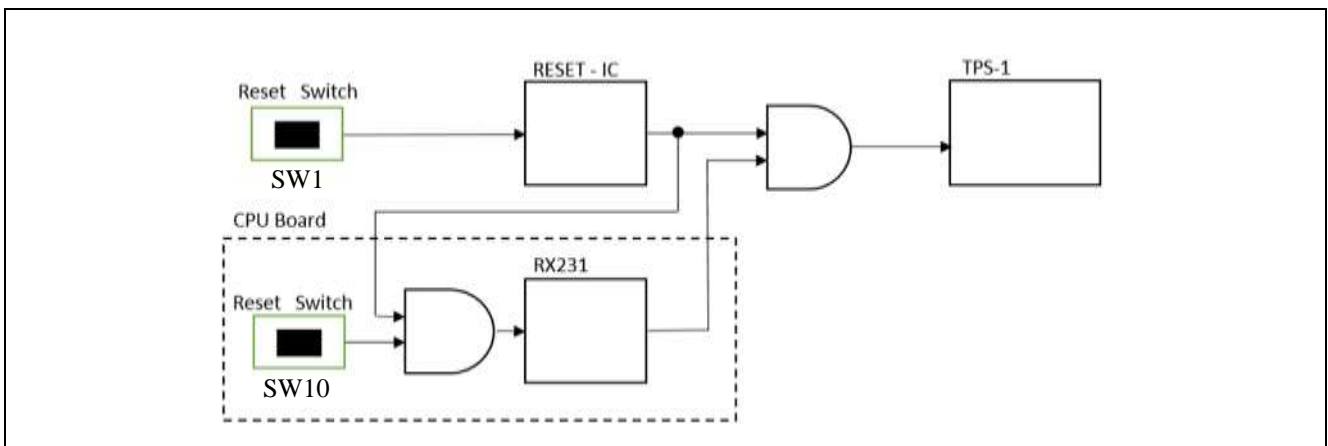 RESET - IC
TPS-1
Reset Switch
SW1
CPU Board
RX231
Reset Switch
SW10